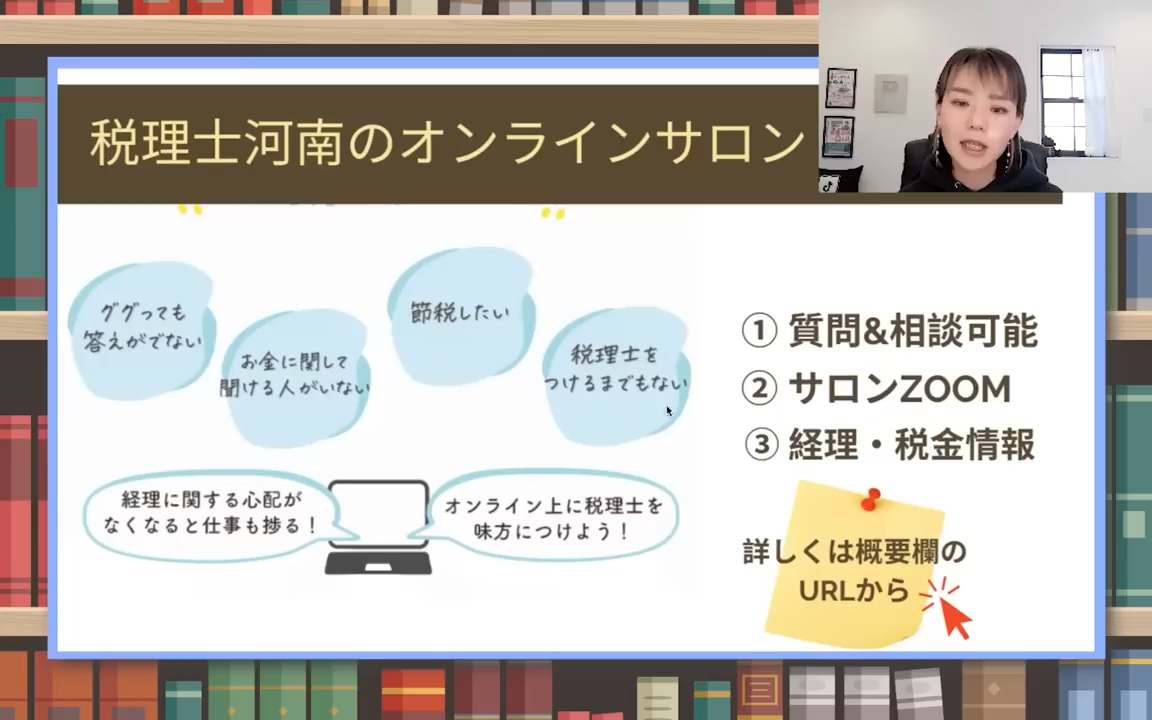 税理士河南のオンラインサロン
ググっても
答えがでない
お金に関して
聞ける人がいない
節税したい
税理士を
つけるまでもない
経理に関する心配が
なくなると仕事も捗る！
オンライン上に税理士を
味方につけよう！
① 質問&相談可能
② サロンZOOM
③ 経理・税金情報
詳しくは概要欄の
URLから